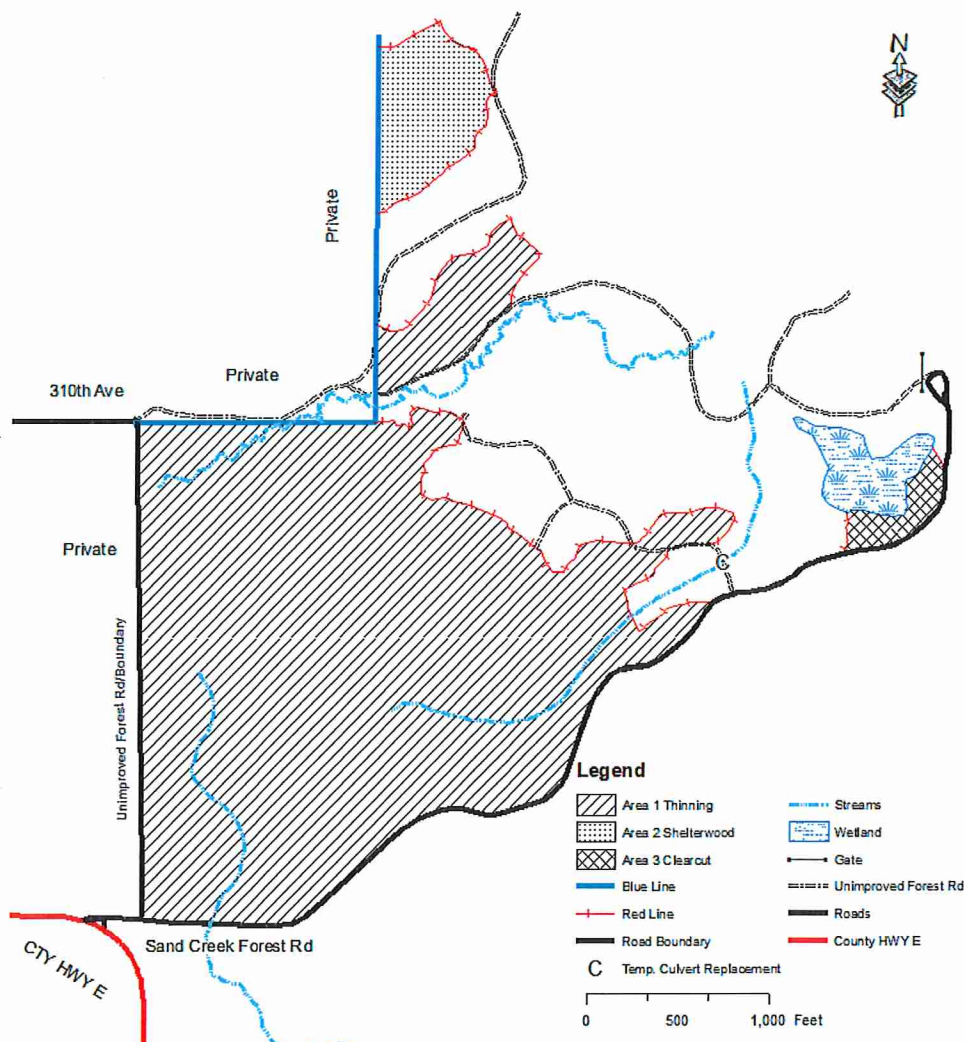 N
Private
Private
310th Ave
Private
Unimproved Forest Rd/Boundary
C
Sand Creek Forest Rd
CTY HWY E
Legend
Area 1 Thinning
Area 2 Shelterwood
Area 3 Clearcut
Blue Line
Red Line
Road Boundary
C Temp. Culvert Replacement
Streams
Wetland
Gate
Unimproved Forest Rd
Roads
County HWY E
0 500 1,000 Feet